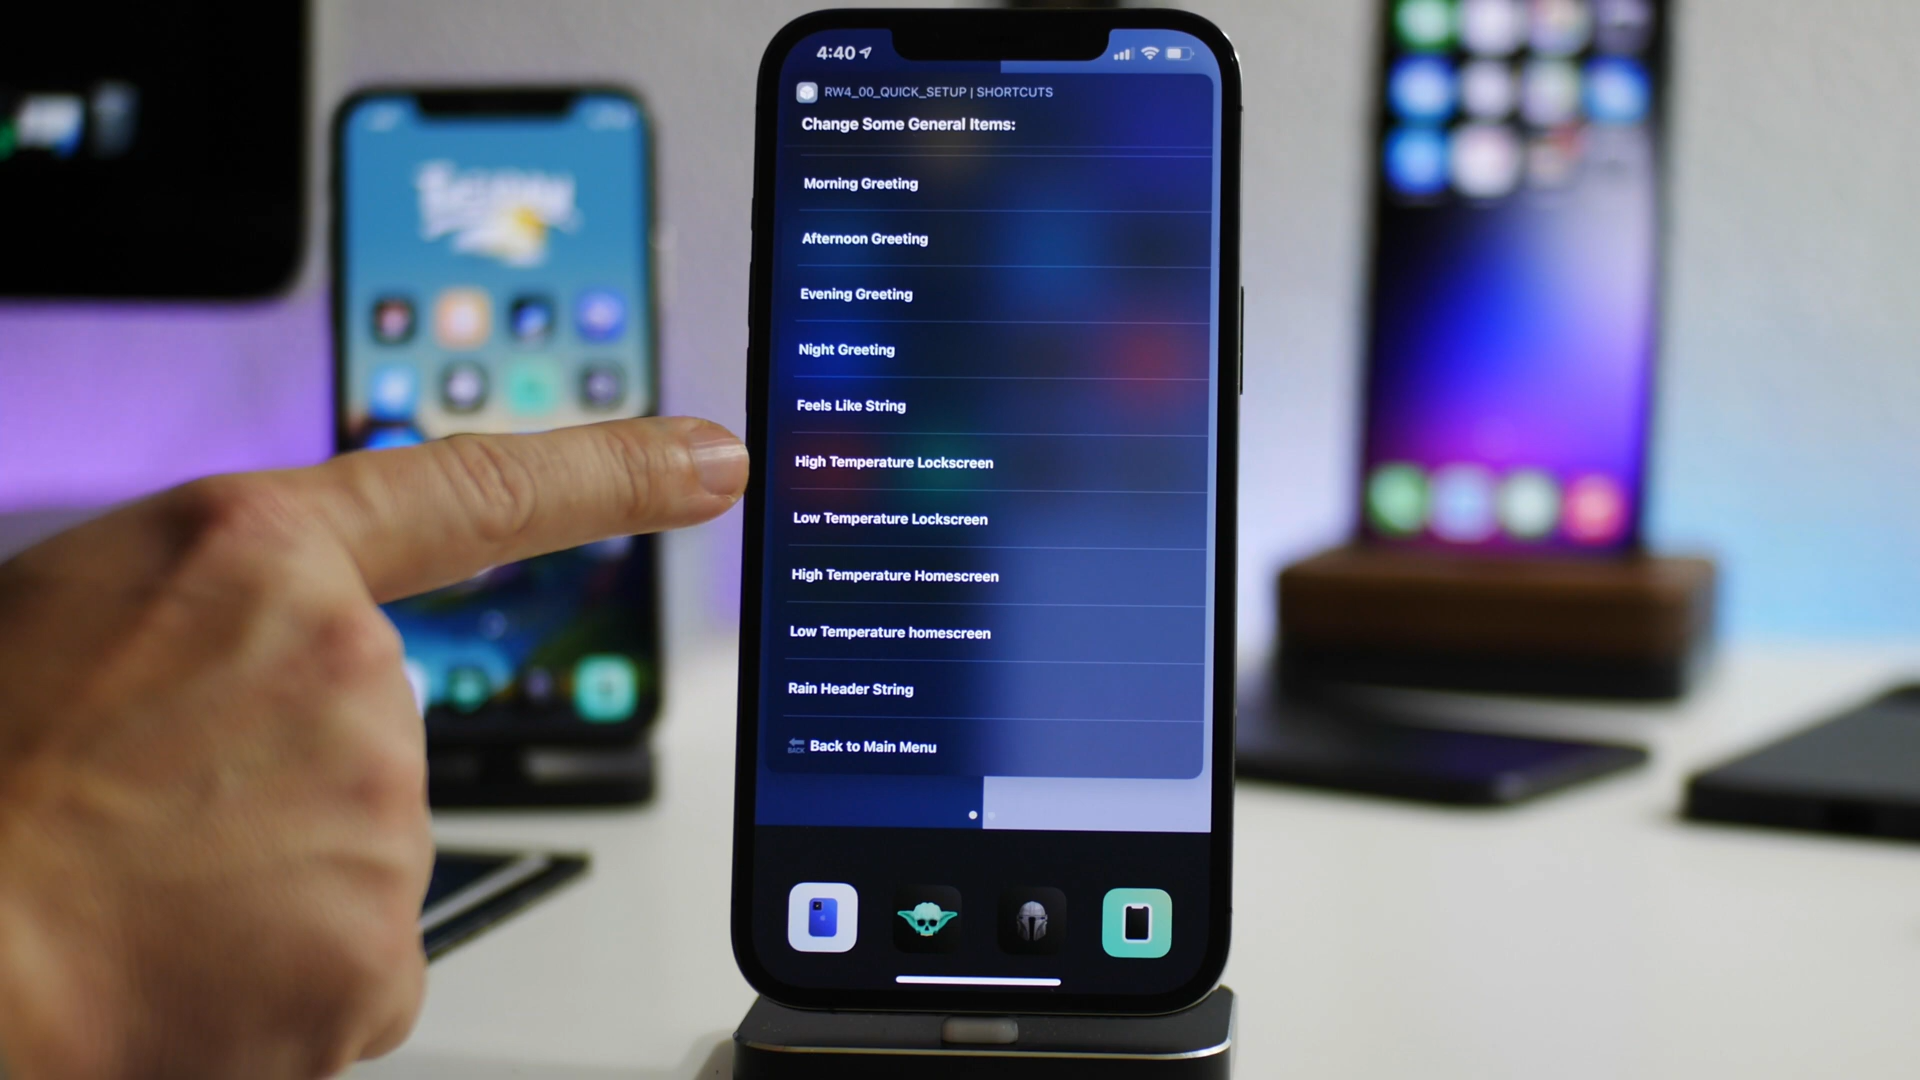 4:40
RW4_00_QUICK_SETUP | SHORTCUTS
Change Some General Items:
Morning Greeting
Afternoon Greeting
Evening Greeting
Night Greeting
Feels Like String
High Temperature Lockscreen
Low Temperature Lockscreen
High Temperature Homescreen
Low Temperature homescreen
Rain Header String
BACK Back to Main Menu